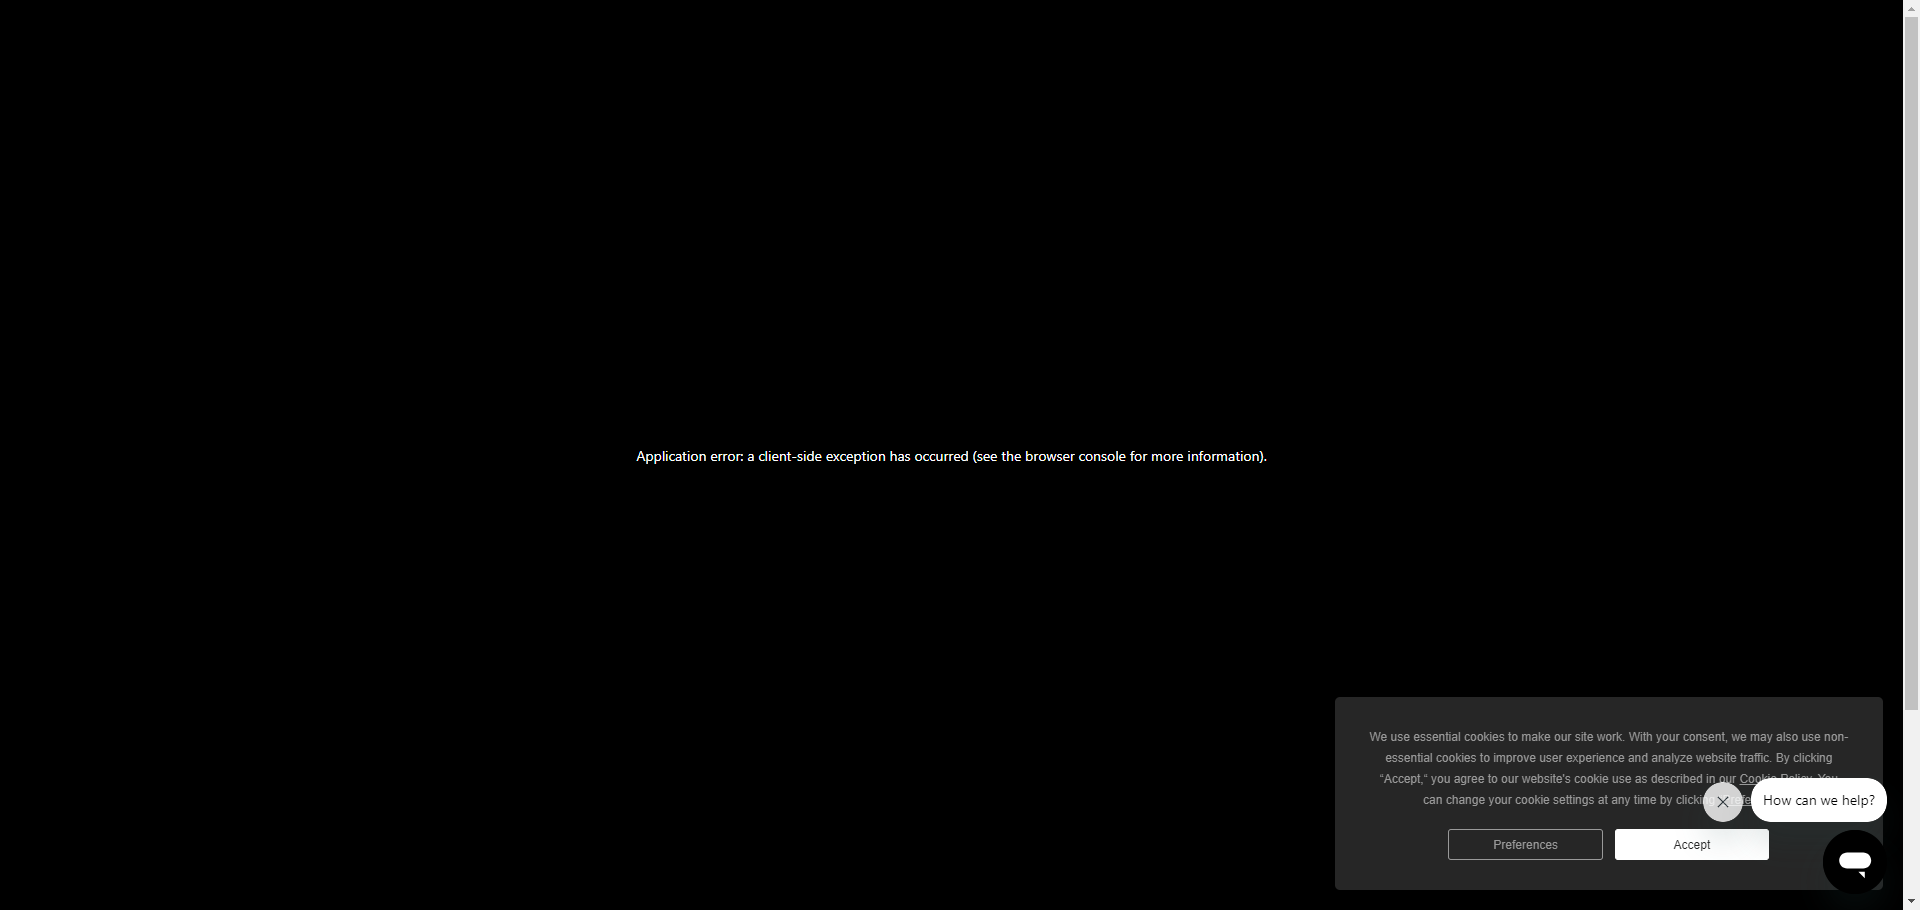 Application error: a client-side exception has occurred (see the browser console for more information).
We use essential cookies to make our site work. With your consent, we may also use non-
essential cookies to improve user experience and analyze website traffic. By clicking
“Accept,“ you agree to our website's cookie use as described in our Cookie Policy. You
can change your cookie settings at any time by clicking
How can we help?
Preferences
Accept